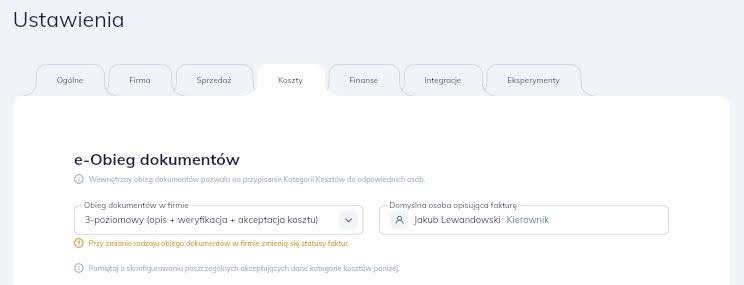 Ustawienia
Ogólne Firma Sprzedaż Koszty Finanse Integracje Eksperymenty
e-Obieg dokumentów
Wewnętrzny obieg dokumentów pozwala na przypisanie Kategorii Kosztów do odpowiednich osób.
Obieg dokumentów w firmie Domyślna osoba opisująca fakturę
3-poziomowy (opis + weryfikacja + akceptacja kosztu) Jakub Lewandowski Kierownik
Przy zmianie rodzaju obiegu dokumentów w firmie zmienią się statusy faktur.
Pamiętaj o skonfigurowaniu poszczególnych akceptujących dane kategorie kosztów poniżej.